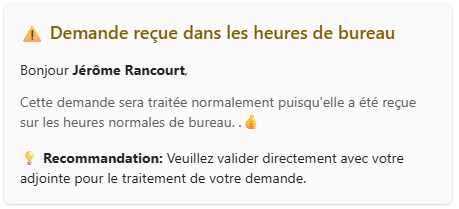 ⚠️ Demande reçue dans les heures de bureau
Bonjour Jérôme Rancourt,
Cette demande sera traitée normalement puisqu'elle a été reçue
sur les heures normales de bureau. .👍
💡 Recommandation: Veuillez valider directement avec votre
adjointe pour le traitement de votre demande.